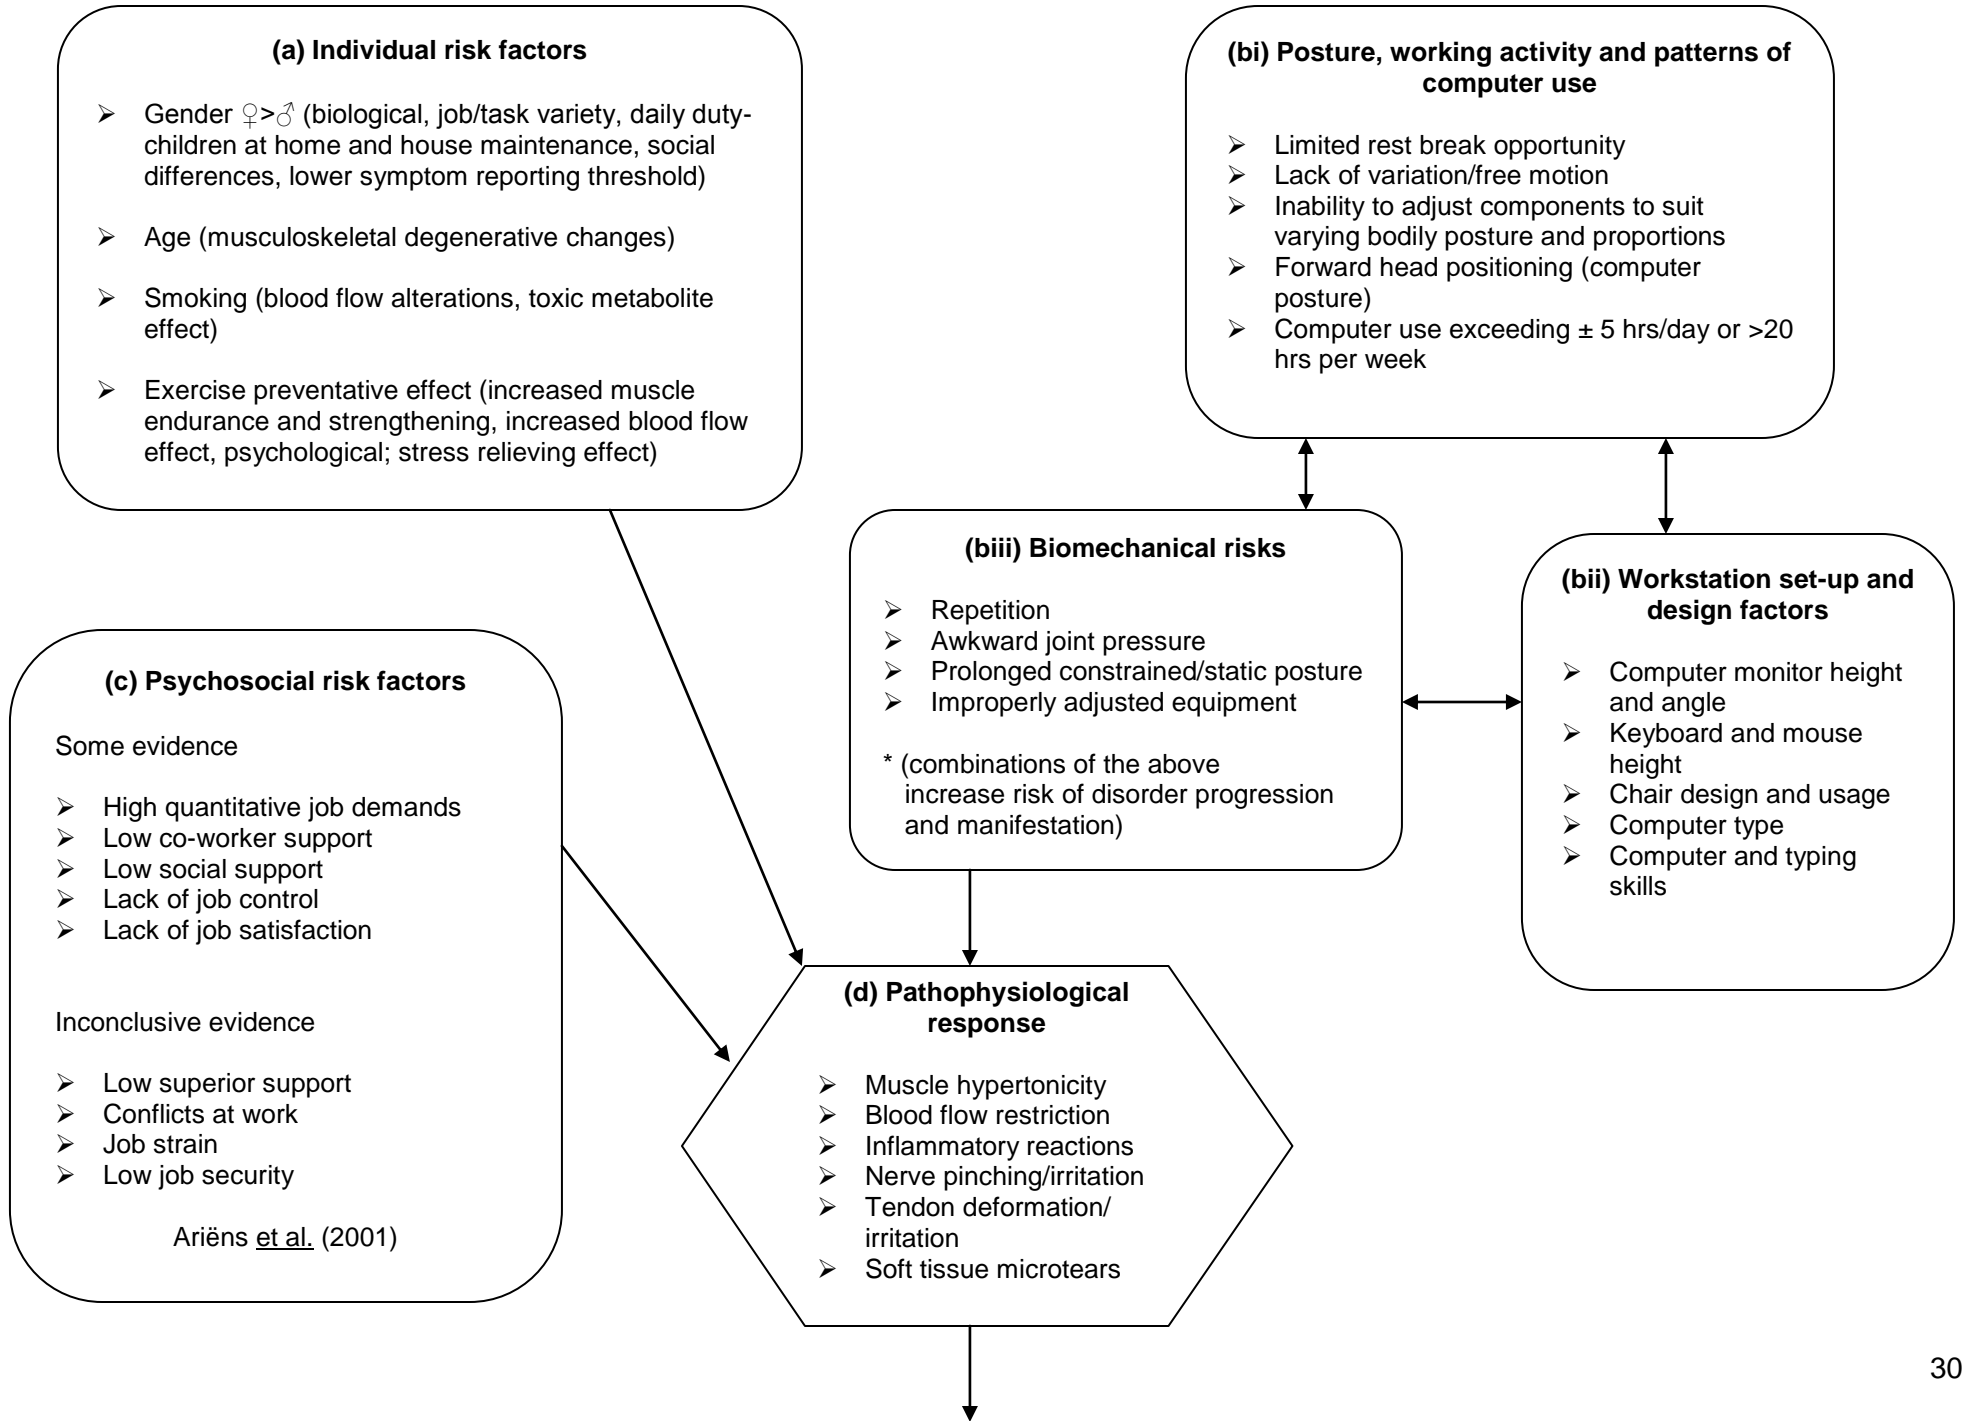 (a) Individual risk factors
➢ Gender ♀>♂ (biological, job/task variety, daily duty-
children at home and house maintenance, social
differences, lower symptom reporting threshold)
➢ Age (musculoskeletal degenerative changes)
➢ Smoking (blood flow alterations, toxic metabolite
effect)
➢ Exercise preventative effect (increased muscle
endurance and strengthening, increased blood flow
effect, psychological; stress relieving effect)
(bi) Posture, working activity and patterns of
computer use
➢ Limited rest break opportunity
➢ Lack of variation/free motion
➢ Inability to adjust components to suit
varying bodily posture and proportions
➢ Forward head positioning (computer
posture)
➢ Computer use exceeding ± 5 hrs/day or >20
hrs per week
(biii) Biomechanical risks
➢ Repetition
➢ Awkward joint pressure
➢ Prolonged constrained/static posture
➢ Improperly adjusted equipment
* (combinations of the above
increase risk of disorder progression
and manifestation)
(bii) Workstation set-up and
design factors
➢ Computer monitor height
and angle
➢ Keyboard and mouse
height
➢ Chair design and usage
➢ Computer type
➢ Computer and typing
skills
(c) Psychosocial risk factors
Some evidence
➢ High quantitative job demands
➢ Low co-worker support
➢ Low social support
➢ Lack of job control
➢ Lack of job satisfaction
Inconclusive evidence
➢ Low superior support
➢ Conflicts at work
➢ Job strain
➢ Low job security
Ariëns et al. (2001)
(d) Pathophysiological
response
➢ Muscle hypertonicity
➢ Blood flow restriction
➢ Inflammatory reactions
➢ Nerve pinching/irritation
➢ Tendon deformation/
irritation
➢ Soft tissue microtears
30